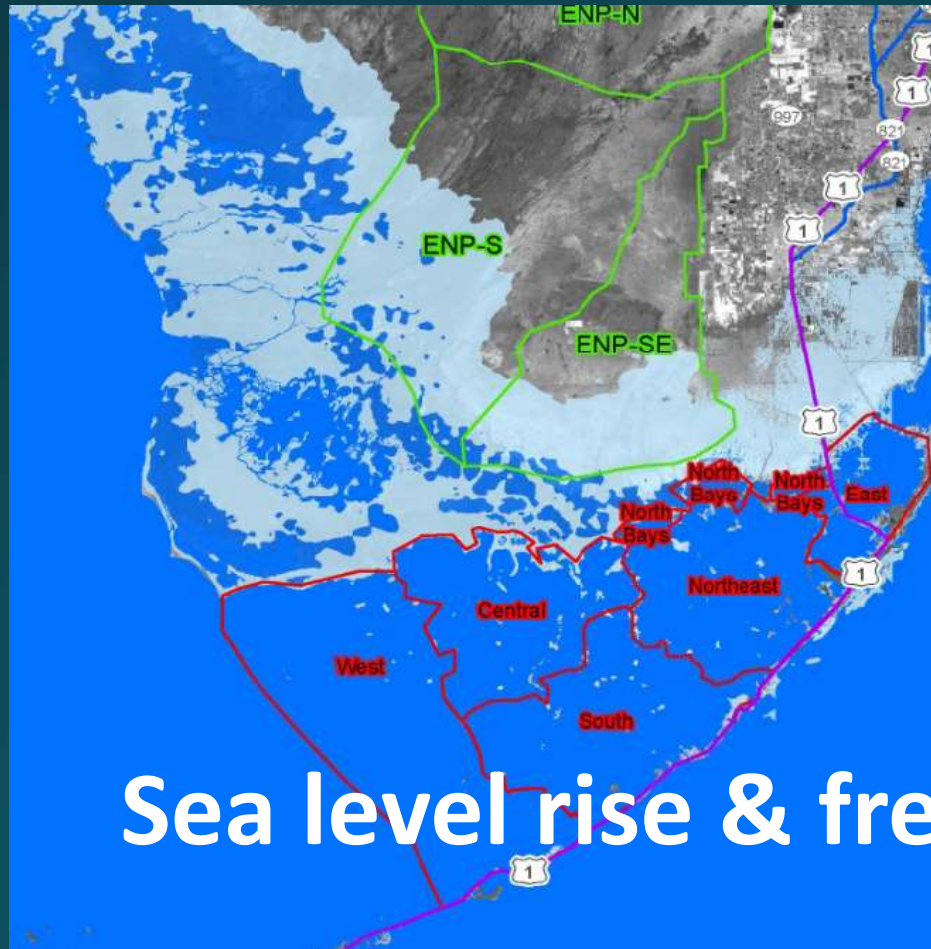 ENP-N
1
1
997
821
821
1
1
ENP-S
ENP-SE
1
North
Bays
North
Bays
East
North
Bays
Northeast
1
Central
West
South
Sea level rise & fre
1